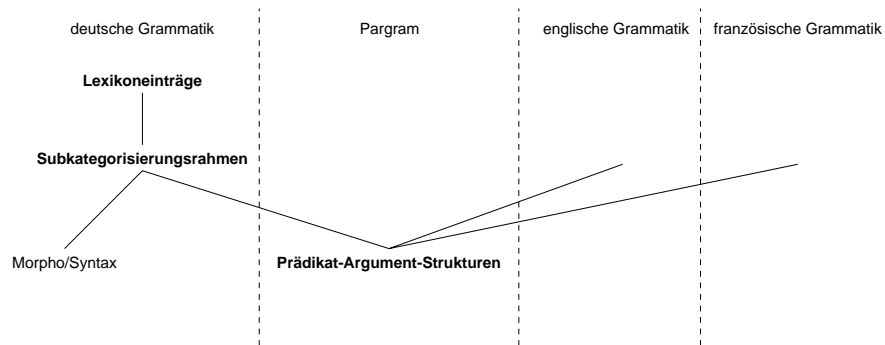 deutsche Grammatik Pargram englische Grammatik französische Grammatik
Lexikoneinträge
Subkategorisierungsrahmen
Morpho/Syntax Prädikat-Argument-Strukturen